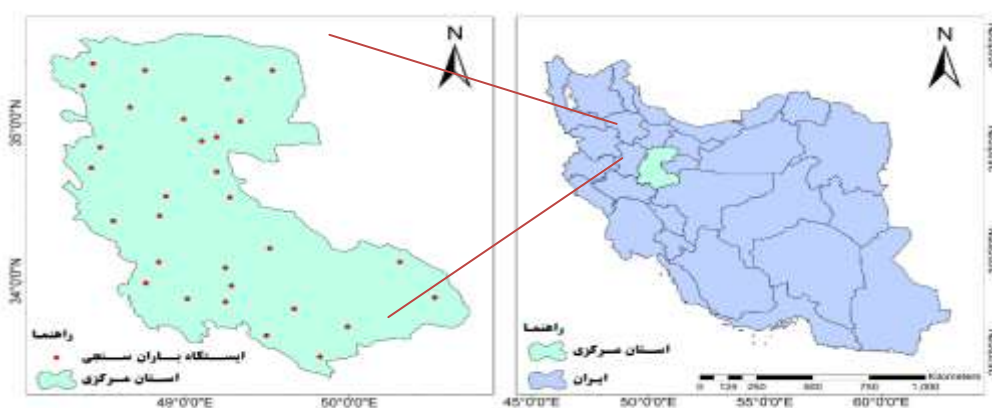 N
35°0'0"N
34°0'0"N
راهنما
ایستگاه باران سنجی
استان مرکزی
49°0'0"E 50°0'0"E
N
راهنما
استان مرکزی
ایران
Kilometers
0 125 250 500 750 1,000
45°0'0"E 50°0'0"E 55°0'0"E 60°0'0"E